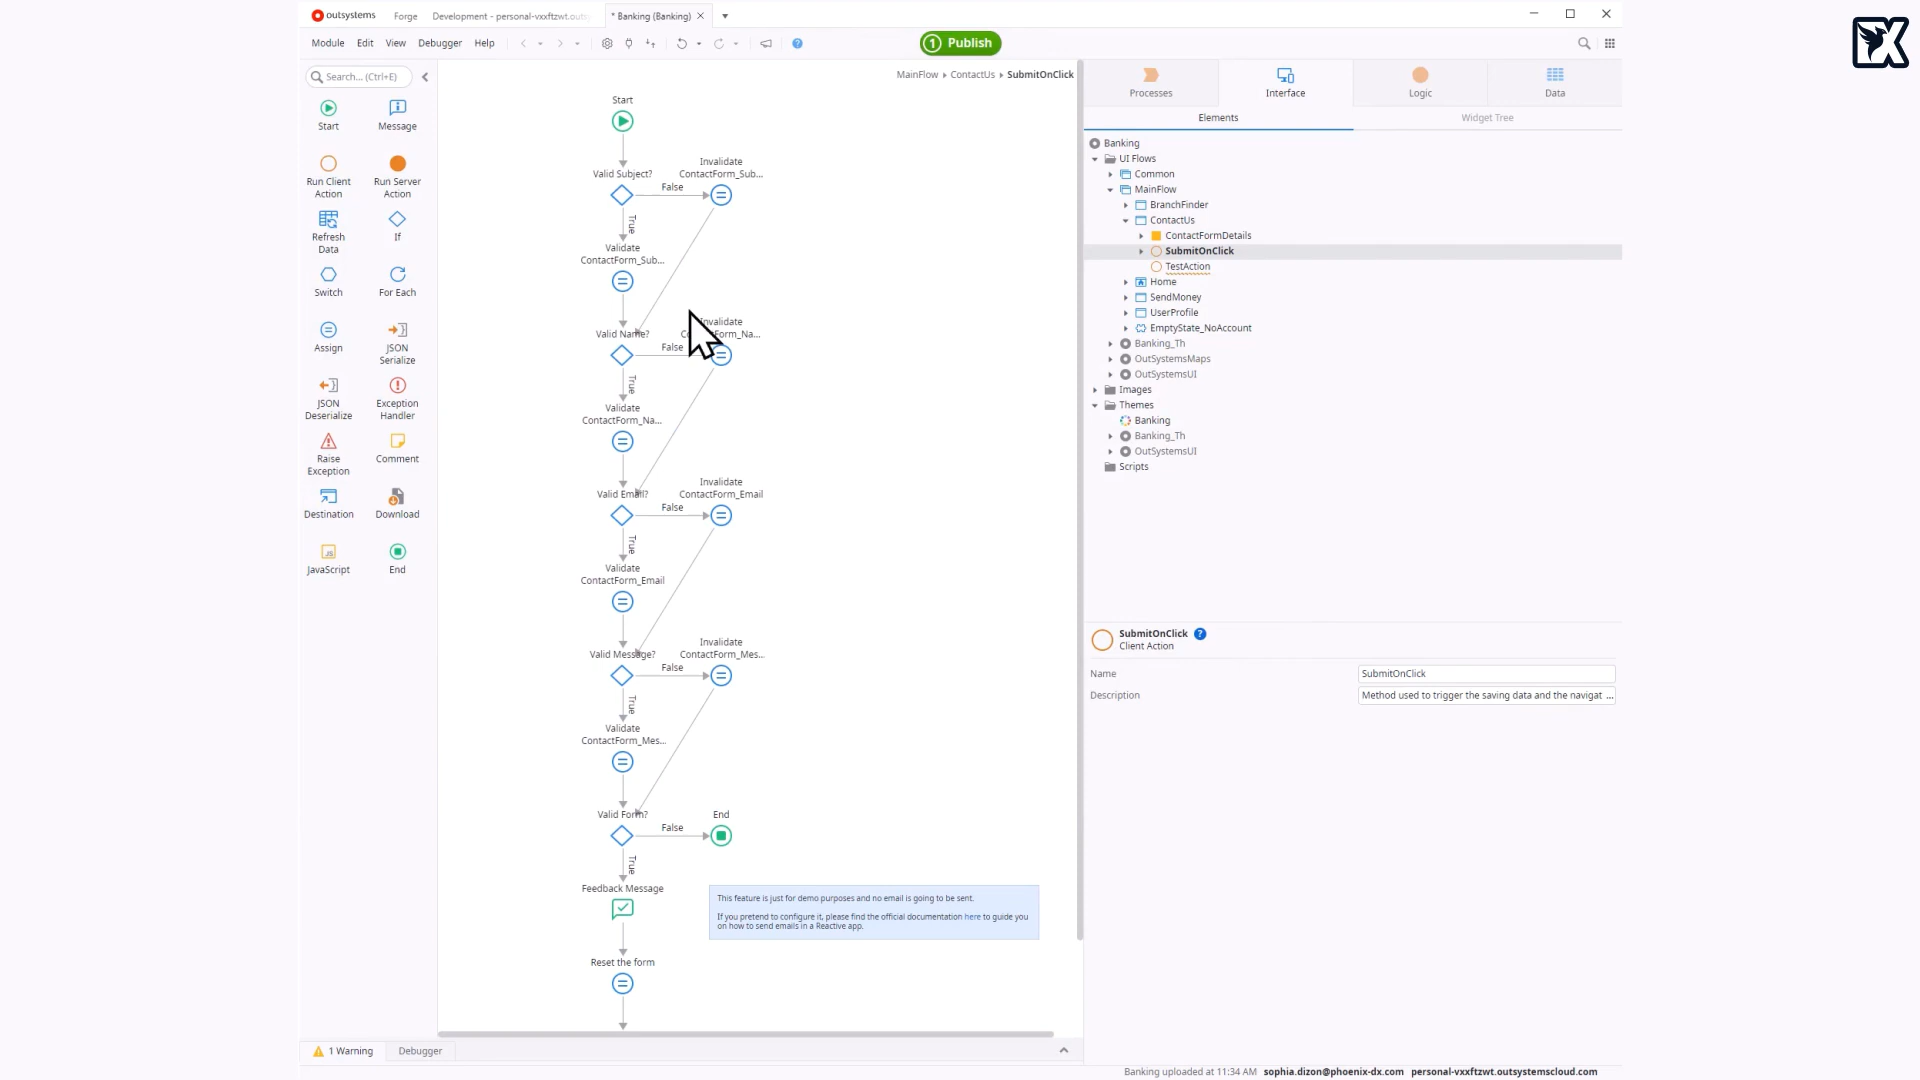 outsystems
Forge
Development - personal-vxxftzwt.outs
* Banking (Banking)
Module Edit View Debugger Help
1 Publish
Search... (Ctrl+E)
MainFlow ContactUs SubmitOnClick
Start
Message
Run Client
Action
Run Server
Action
Refresh
Data
If
Switch
For Each
Assign
JSON
Serialize
JSON
Deserialize
Exception
Handler
Raise
Exception
Comment
Destination
Download
JS
JavaScript
End
Start
Valid Subject?
False
Invalidate
ContactForm_Sub...
True
Validate
ContactForm_Sub...
Valid Name?
False
Invalidate
True
Validate
ContactForm_Na...
Valid Email?
False
Invalidate
ContactForm_Email
True
Validate
ContactForm_Email
Valid Message?
False
Invalidate
ContactForm_Mes...
True
Validate
ContactForm_Mes...
Valid Form?
False
End
True
Feedback Message
This feature is just for demo purposes and no email is going to be sent.
If you pretend to configure it, please find the official documentation here to guide you
on how to send emails in a Reactive app.
Reset the form
1 Warning
Debugger
Processes
Interface
Logic
Data
Elements
Widget Tree
Banking
UI Flows
Common
MainFlow
BranchFinder
ContactUs
ContactFormDetails
SubmitOnClick
TestAction
Home
SendMoney
UserProfile
EmptyState_NoAccount
Banking_Th
OutSystemsMaps
OutSystemsUI
Images
Themes
Banking
Banking_Th
OutSystemsUI
Scripts
SubmitOnClick ?
Client Action
Name
SubmitOnClick
Description
Method used to trigger the saving data and the navigat ...
Banking uploaded at 11:34 AM sophia.dizon@phoenix-dx.com personal-vxxftzwt.outsystemscloud.com